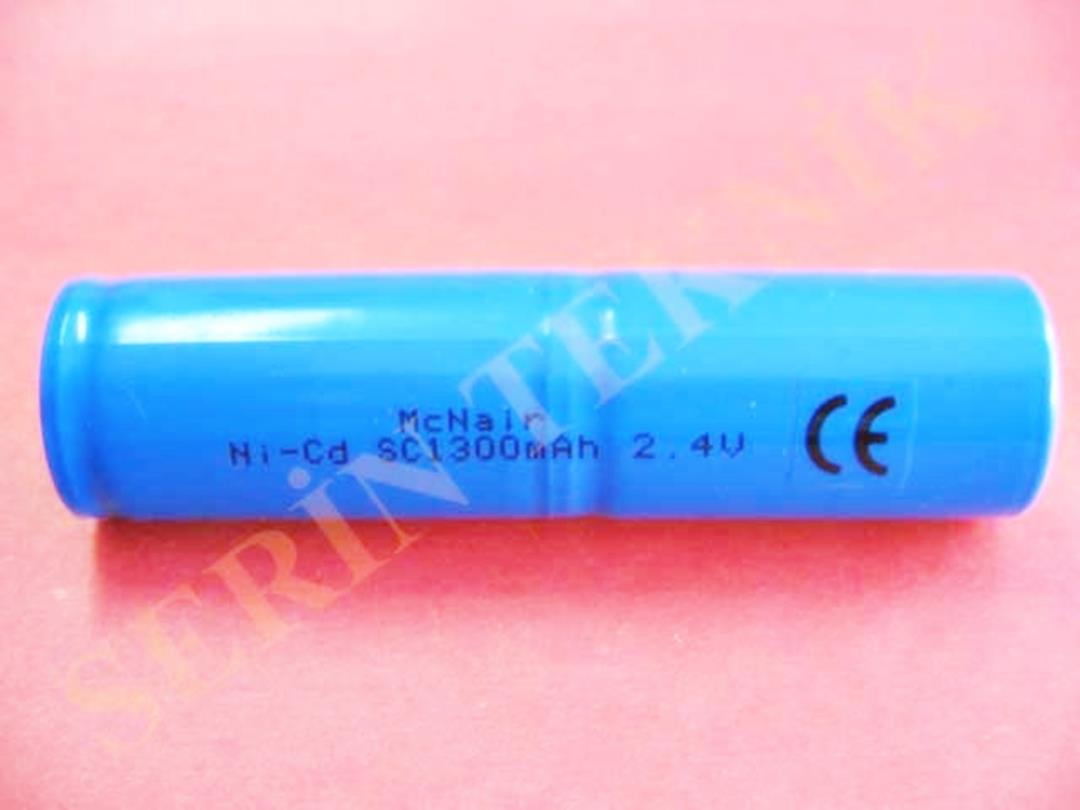 McNair
Ni-Cd SC1300mAh 2.4V
CE
SERİNTEKNİK